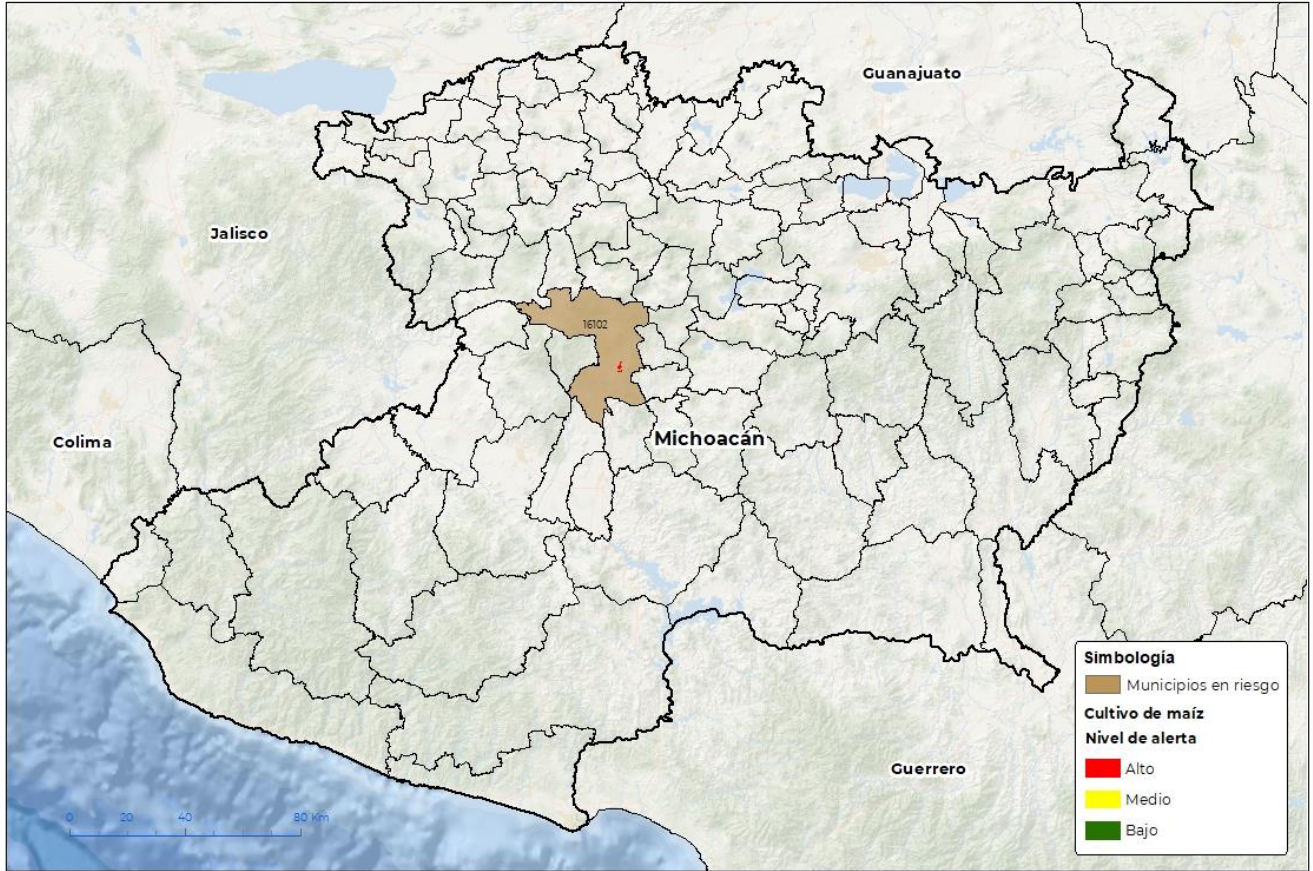 Guanajuato
Jalisco
16102
Michoacán
Colima
Guerrero
0 20 40 80 Km
Simbología
Municipios en riesgo
Cultivo de maíz
Nivel de alerta
Alto
Medio
Bajo